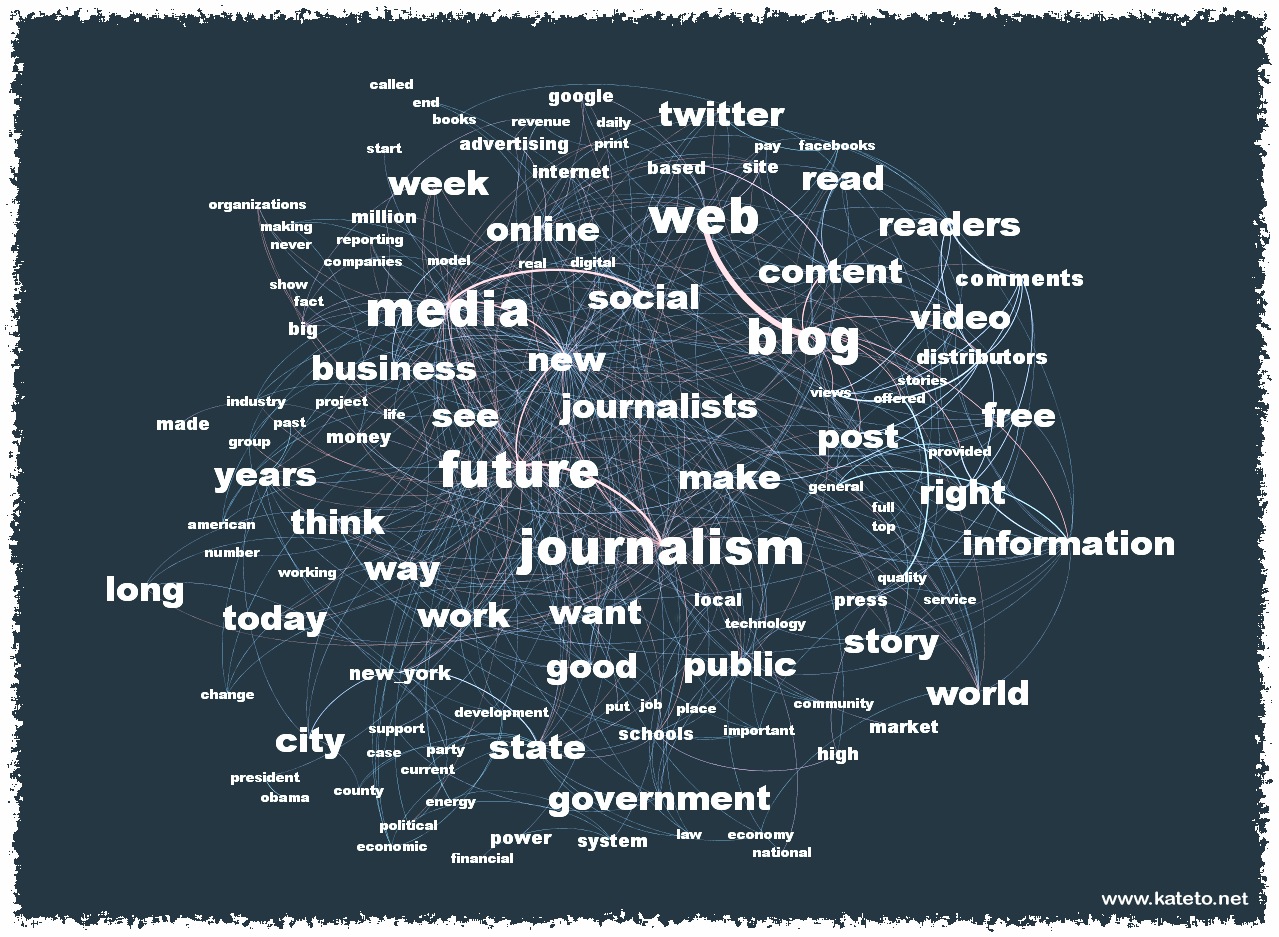 called
end
google
books
revenue
daily
twitter
start
advertising
print
pay
facebooks
week
internet
based
site
read
organizations
million
online
web
readers
making
never
reporting
companies
model
real
digital
content
comments
show
fact
media
social
video
big
new
blog
distributors
business
stories
views
offered
industry
project
life
see
journalists
free
made
past
group
money
post
provided
years
future
make
general
right
full
american
think
top
number
journalism
information
working
way
quality
long
today
work
want
local
press
service
technology
story
new_york
good
public
change
world
development
put
job
place
community
city
support
case
party
state
schools
important
market
high
president
current
obama
county
energy
government
political
economic
power
system
law
economy
financial
national
www.kateto.net